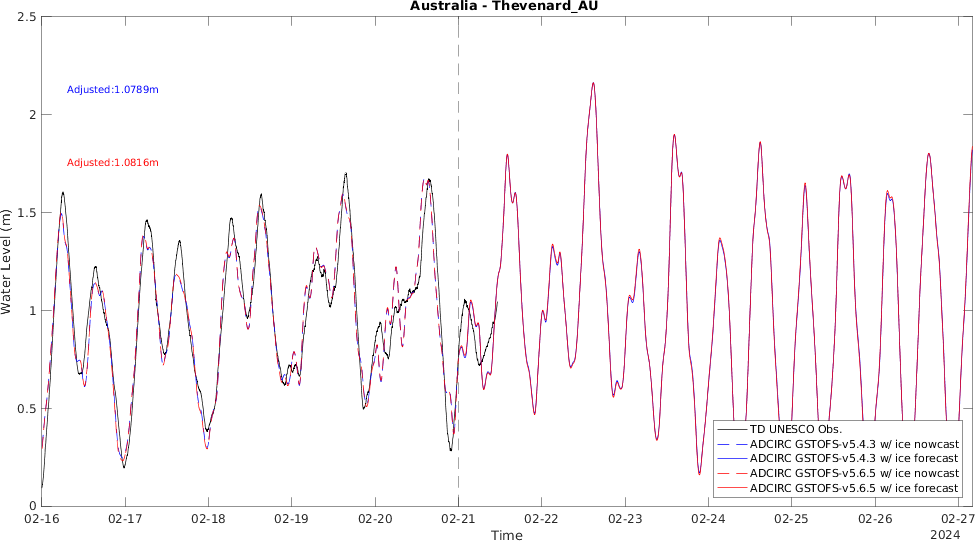 Australia - Thevenard_AU
2.5
Adjusted:1.0789m
2
Adjusted:1.0816m
1.5
Water Level (m)
1
0.5
TD UNESCO Obs.
ADCIRC GSTOFS-v5.4.3 w/ ice nowcast
ADCIRC GSTOFS-v5.4.3 w/ ice forecast
ADCIRC GSTOFS-v5.6.5 w/ ice nowcast
ADCIRC GSTOFS-v5.6.5 w/ ice forecast
0
02-16 02-17 02-18 02-19 02-20 02-21 02-22 02-23 02-24 02-25 02-26 02-27
Time
2024